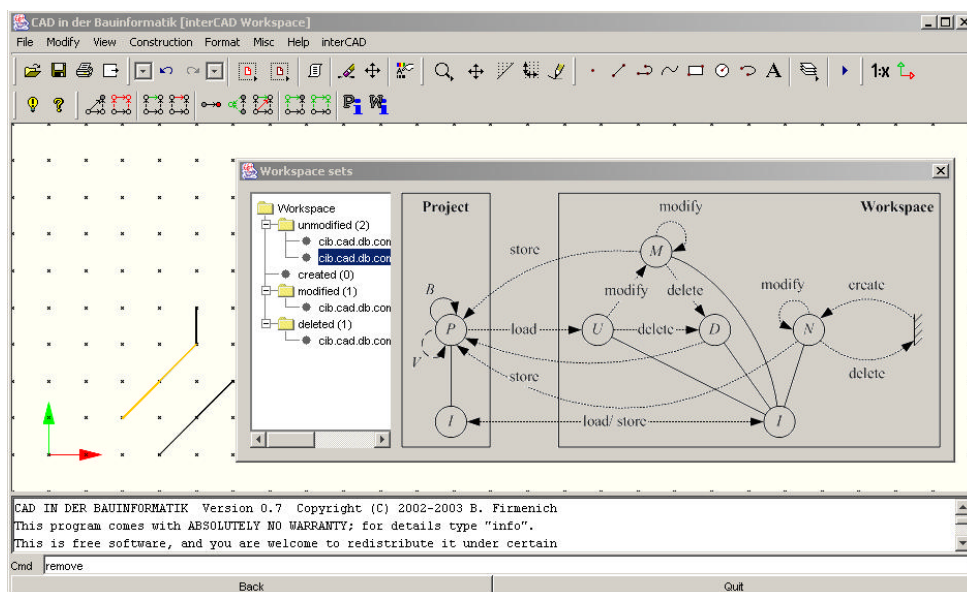 CAD in der Bauinformatik [interCAD Workspace]
File Modify View Construction Format Misc Help interCAD
A 1:x
? P W
Workspace sets
Workspace
unmodified (2)
cib.cad.db.con
cib.cad.db.con
created (0)
modified (1)
cib.cad.db.con
deleted (1)
cib.cad.db.con
Project
Workspace
modify
store
M
B
modify delete
modify
create
P
load
U
delete
D
N
V
store
delete
I
load/ store
I
CAD IN DER BAUINFORMATIK Version 0.7 Copyright (C) 2002-2003 B. Firmenich
This program comes with ABSOLUTELY NO WARRANTY; for details type "info".
This is free software, and you are welcome to redistribute it under certain
Cmd remove
Back Quit